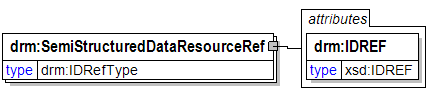 attributes
drm:SemiStructuredDataResourceRef
type drm:IDRefType
drm:IDREF
type xsd:IDREF